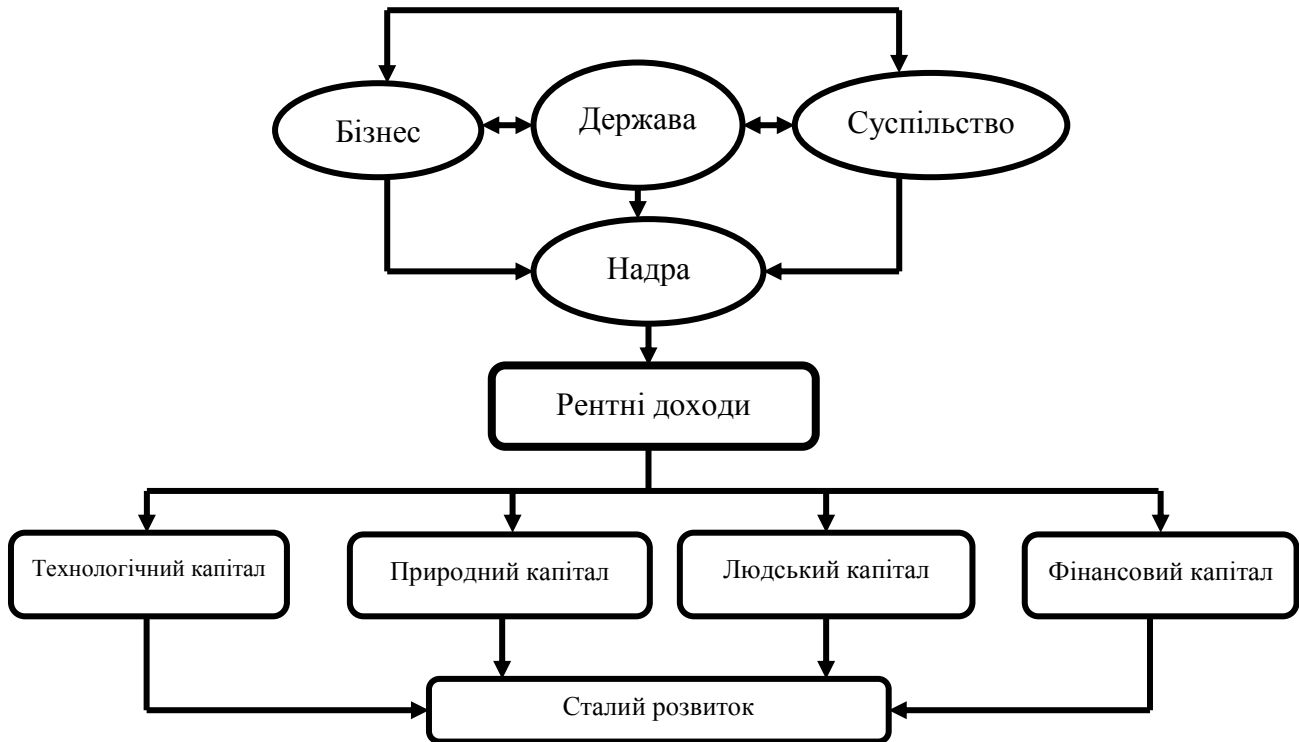 Бізнес
Держава
Суспільство
Надра
Рентні доходи
Технологічний капітал
Природний капітал
Людський капітал
Фінансовий капітал
Сталий розвиток